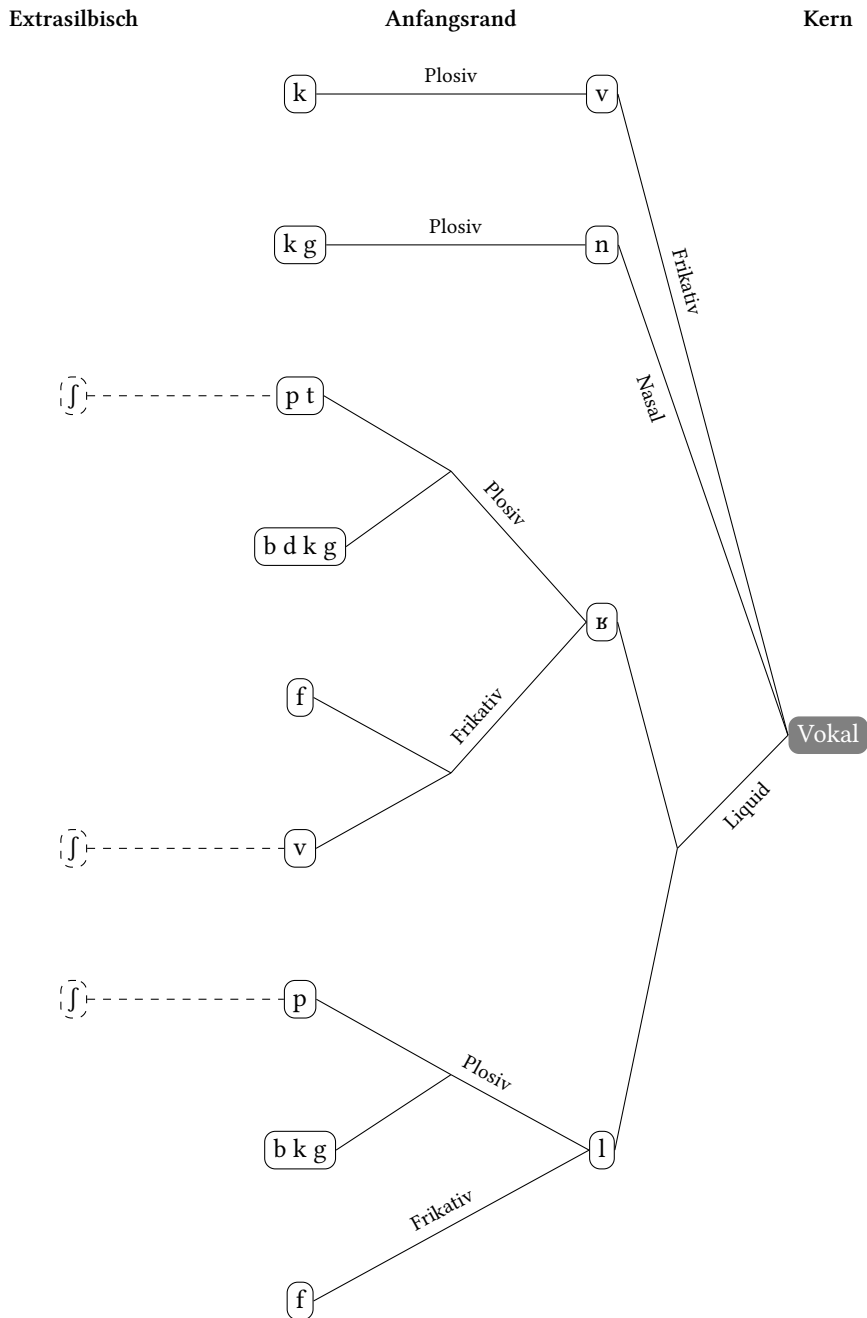 Extrasilbisch Anfangsrand Kern
k Plosiv v
k g Plosiv n
Frikativ
Nasal
ʃ p t
Plosiv
b d k g
ʁ
f
Frikativ
Vokal
Liquid
ʃ v
ʃ p
Plosiv
b k g l
Frikativ
f